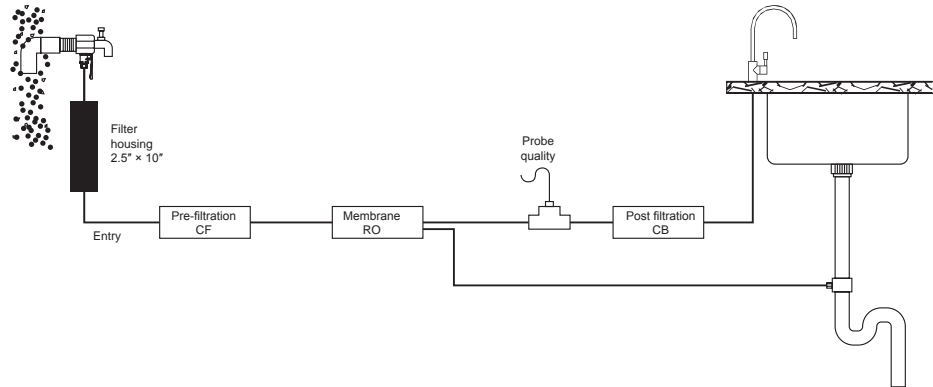 Filter
housing
2.5″ × 10″
Entry
Pre-filtration
CF
Membrane
RO
Probe
quality
Post filtration
CB